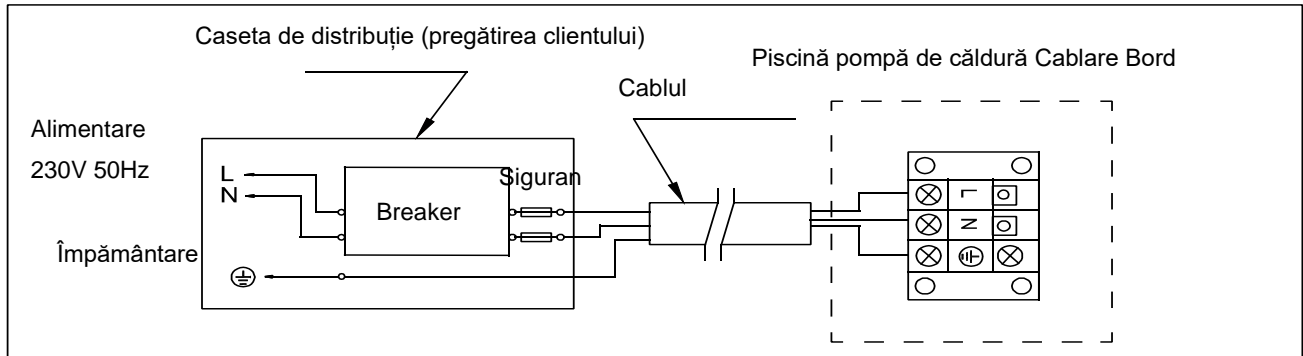 Caseta de distribuție (pregătirea clientului)
Piscină pompă de căldură Cablare Bord
Cablul
Alimentare
230V 50Hz
L
N
Siguran
Breaker
Împământare
L
N